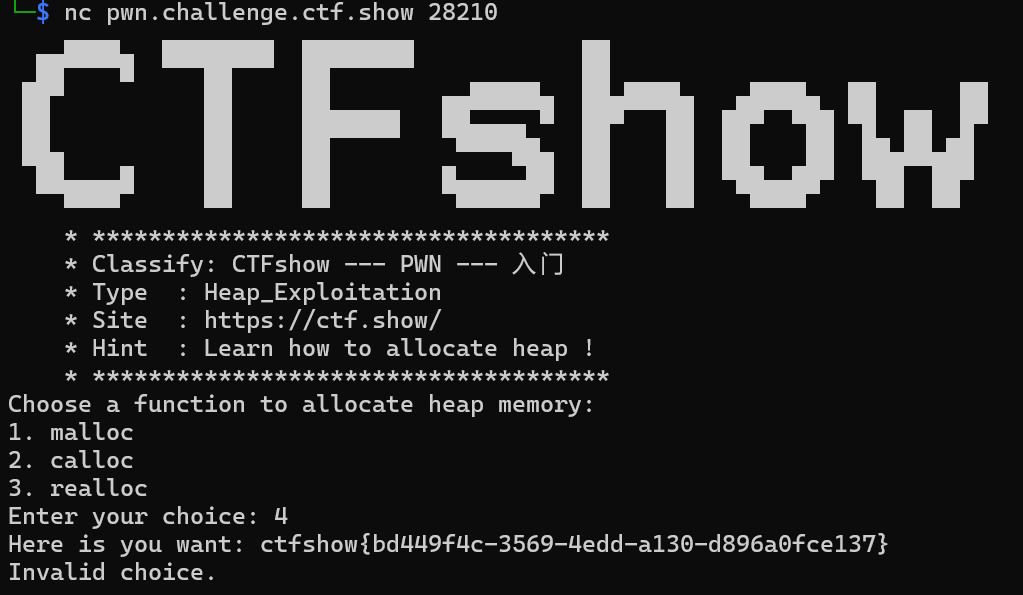 └─$ nc pwn.challenge.ctf.show 28210
CTFshow
* *************************************
* Classify: CTFshow --- PWN --- 入门
* Type  : Heap_Exploitation
* Site  : https://ctf.show/
* Hint  : Learn how to allocate heap !
* *************************************
Choose a function to allocate heap memory:
1. malloc
2. calloc
3. realloc
Enter your choice: 4
Here is you want: ctfshow{bd449f4c-3569-4edd-a130-d896a0fce137}
Invalid choice.